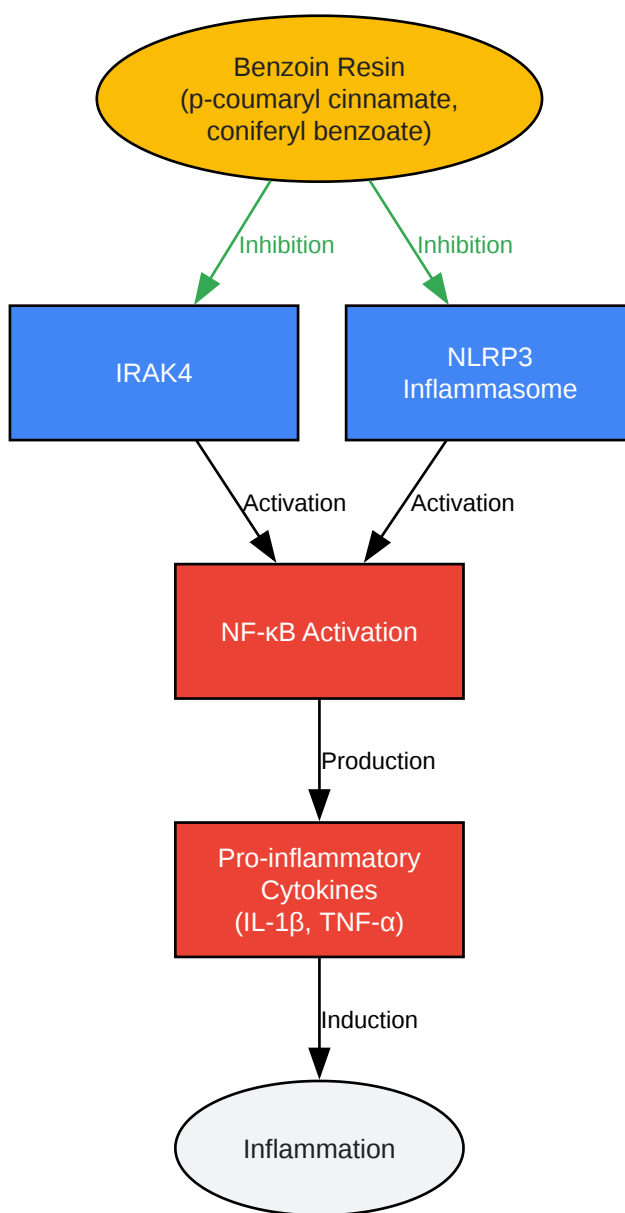 Benzoin Resin
(p-coumaryl cinnamate,
coniferyl benzoate)
Inhibition
Inhibition
IRAK4
NLRP3
Inflammasome
Activation
Activation
NF-κB Activation
Production
Pro-inflammatory
Cytokines
(IL-1β, TNF-α)
Induction
Inflammation